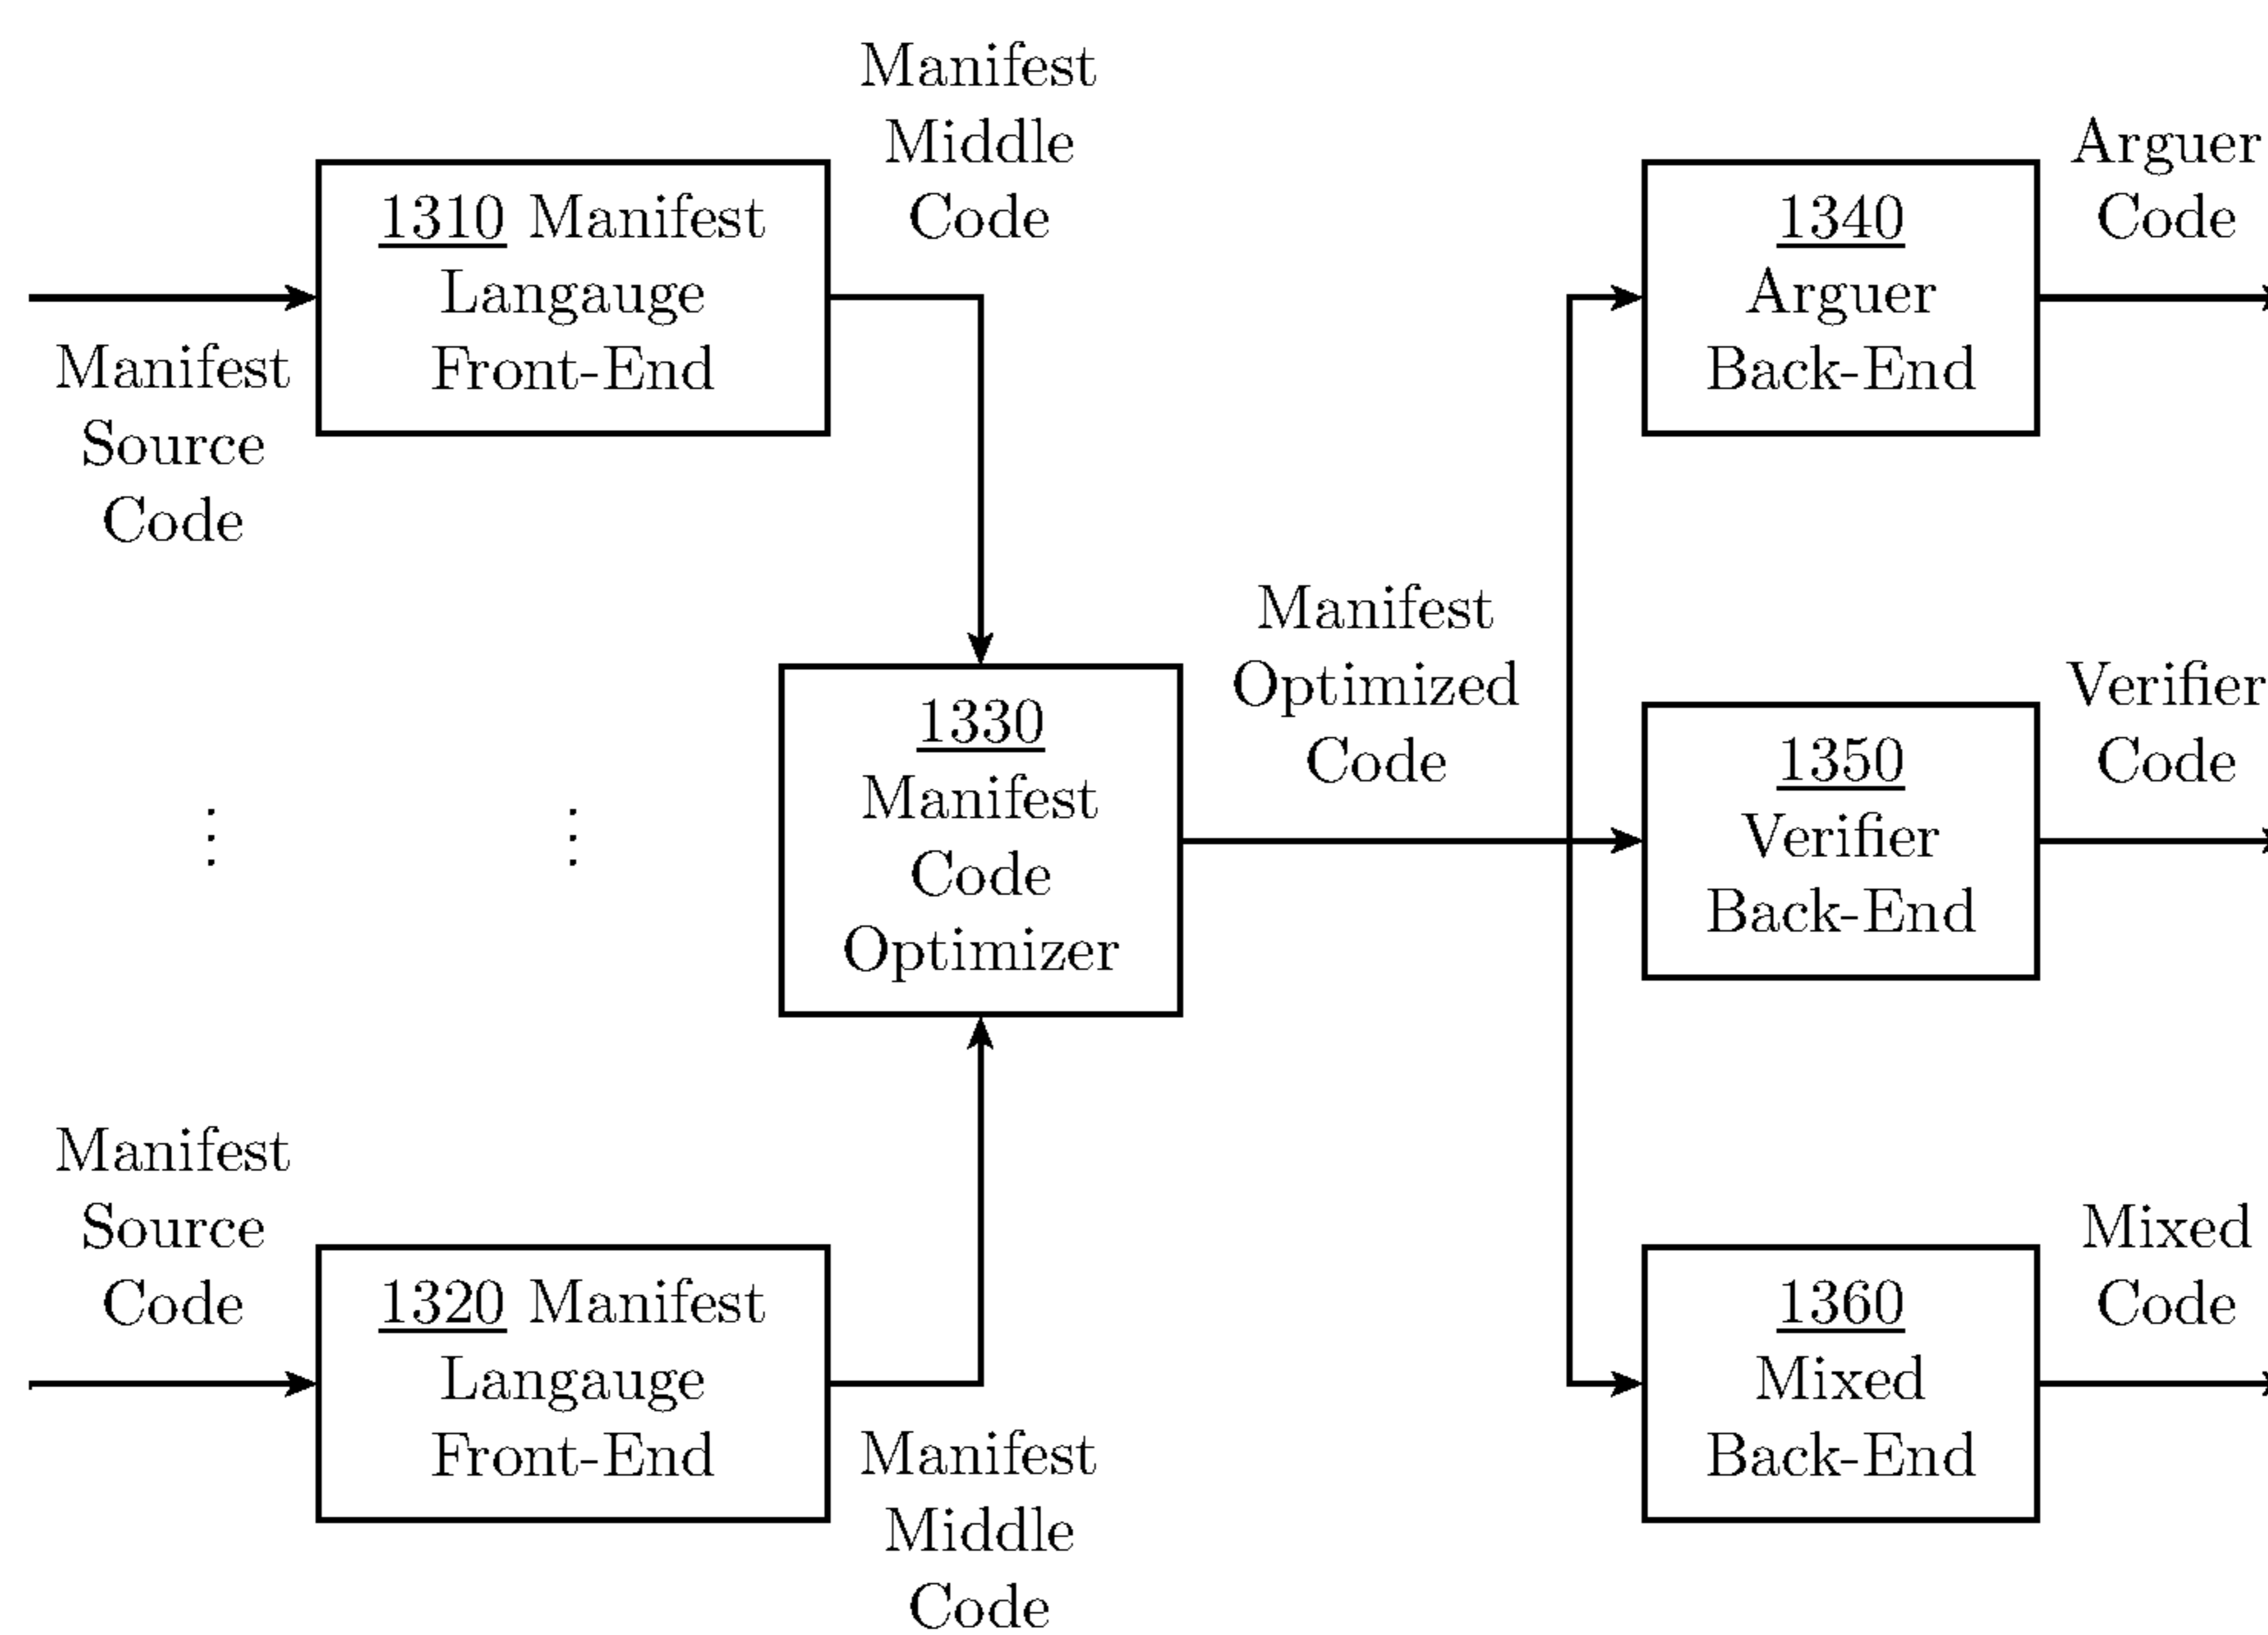 Manifest
Middle
Code
1310 Manifest
Langauge
Front-End
Manifest
Source
Code
1340
Arguer
Back-End
Arguer
Code
1330
Manifest
Code
Optimizer
Manifest
Optimized
Code
1350
Verifier
Back-End
Verifier
Code
Manifest
Source
Code
1320 Manifest
Langauge
Front-End
Manifest
Middle
Code
1360
Mixed
Back-End
Mixed
Code